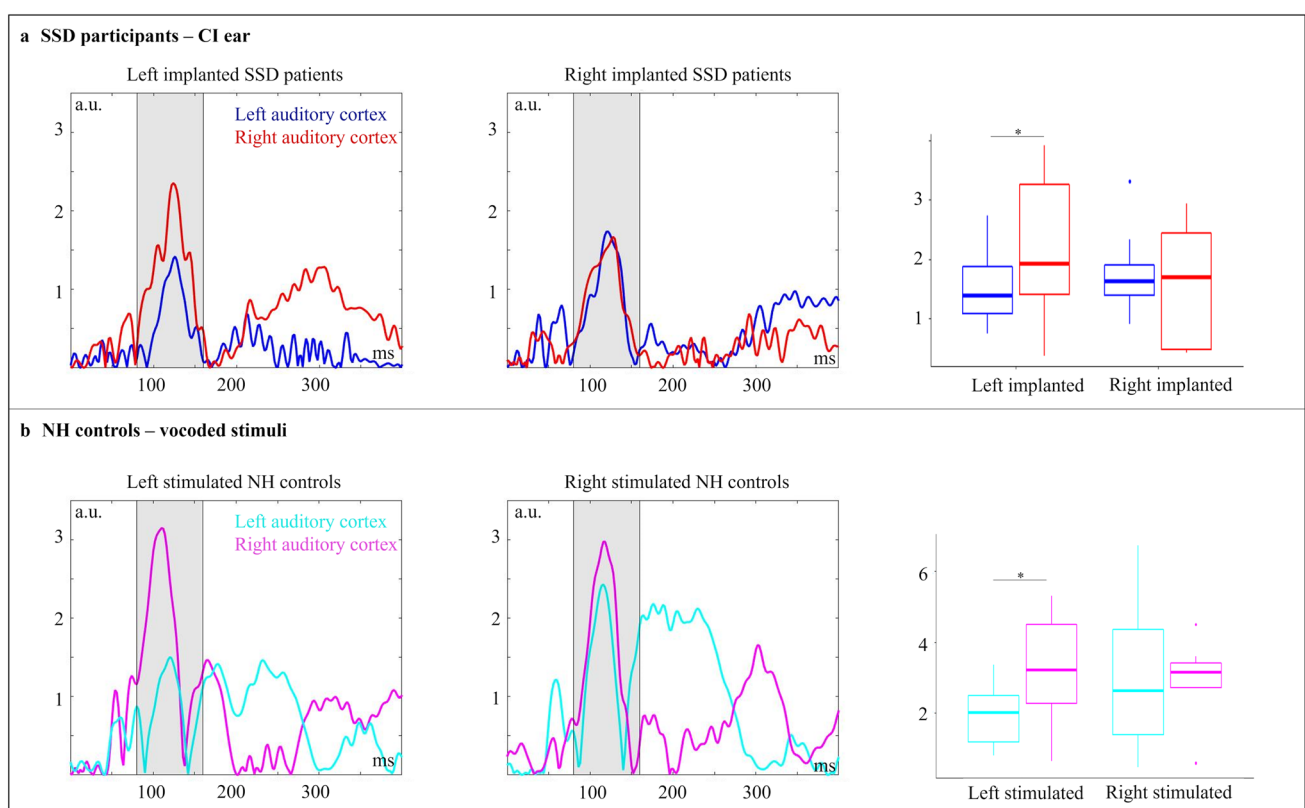 a SSD participants – CI ear
Left implanted SSD patients
a.u.
Left auditory cortex
Right auditory cortex
3
2
1
ms
100 200 300
Right implanted SSD patients
a.u.
3
2
1
ms
100 200 300
*
3
2
1
Left implanted Right implanted
b NH controls – vocoded stimuli
Left stimulated NH controls
a.u.
Left auditory cortex
Right auditory cortex
3
2
1
ms
100 200 300
Right stimulated NH controls
a.u.
3
2
1
ms
100 200 300
*
6
4
2
Left stimulated Right stimulated